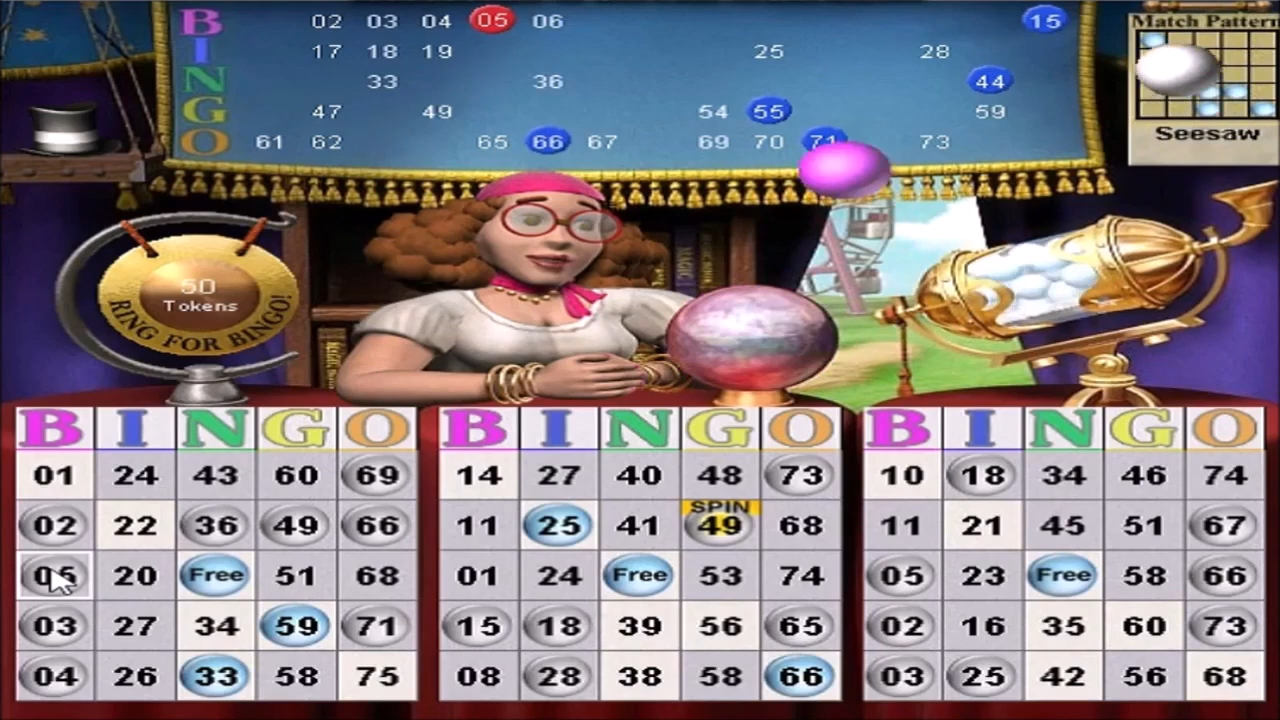 B 02 03 04 05 06 15
Match Pattern
I 17 18 19 25 28
N 33 36 44
G 47 49 54 55 59
Seesaw
O 61 62 65 66 67 69 70 71 73
50
Tokens
RING FOR BINGO!
B I N G O B I N G O B I N G O
01 24 43 60 69 14 27 40 48 73 10 18 34 46 74
SPIN
02 22 36 49 66 11 25 41 49 68 11 21 45 51 67
05 20 Free 51 68 01 24 Free 53 74 05 23 Free 58 66
03 27 34 59 71 15 18 39 56 65 02 16 35 60 73
04 26 33 58 75 08 28 38 58 66 03 25 42 56 68